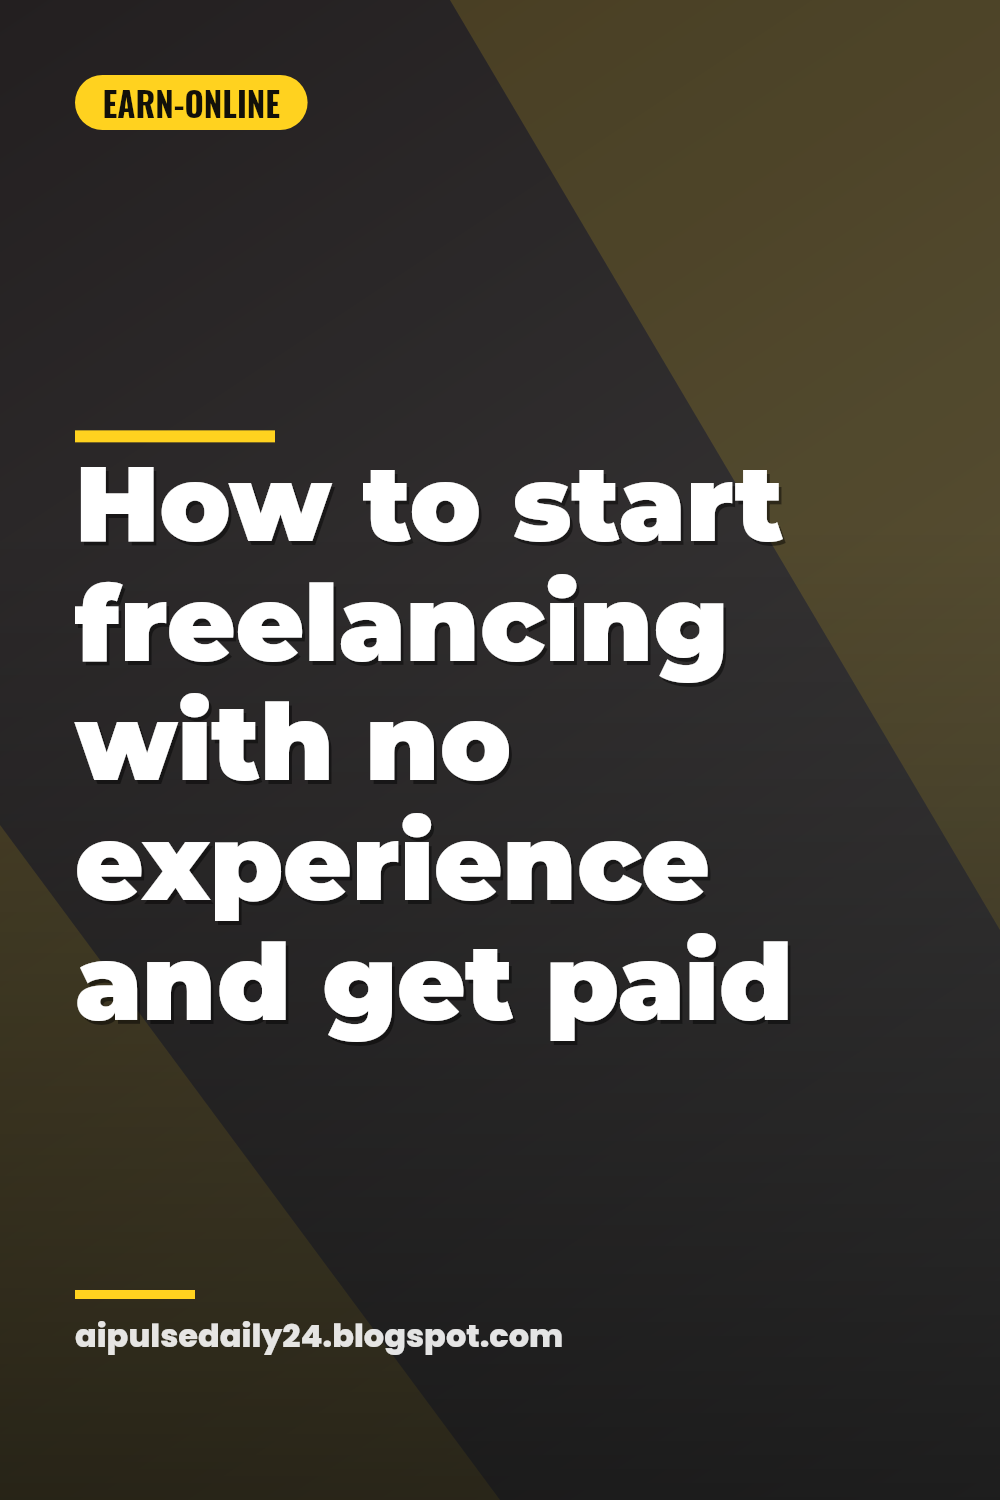 EARN-ONLINE
How to start
freelancing
with no
experience
and get paid
aipulsedaily24.blogspot.com